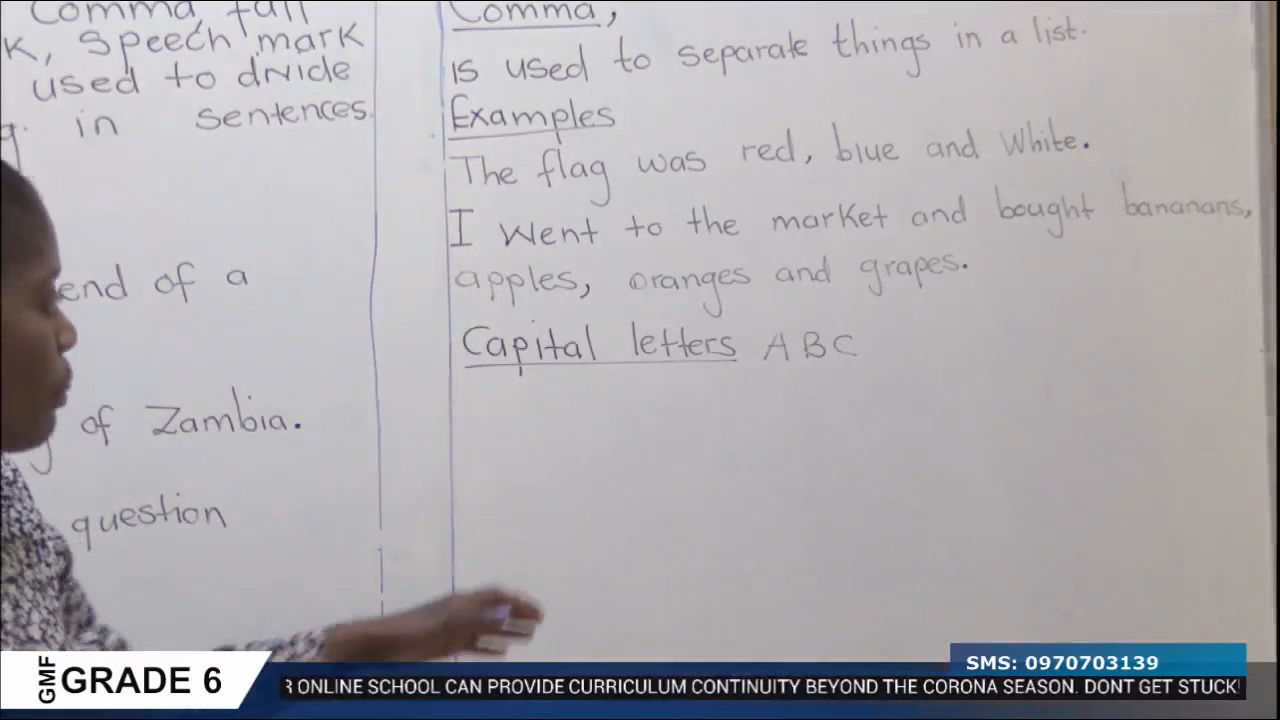 Comma, full
K, Speech mark
used to divide
g. in sentences.
end of a
of Zambia.
question
Comma,
is used to separate things in a list.
Examples
The flag was red, blue and white.
I went to the market and bought bananans,
apples, oranges and grapes.
Capital letters A B C
SMS: 0970703139
GMF GRADE 6
R ONLINE SCHOOL CAN PROVIDE CURRICULUM CONTINUITY BEYOND THE CORONA SEASON. DONT GET STUCK!